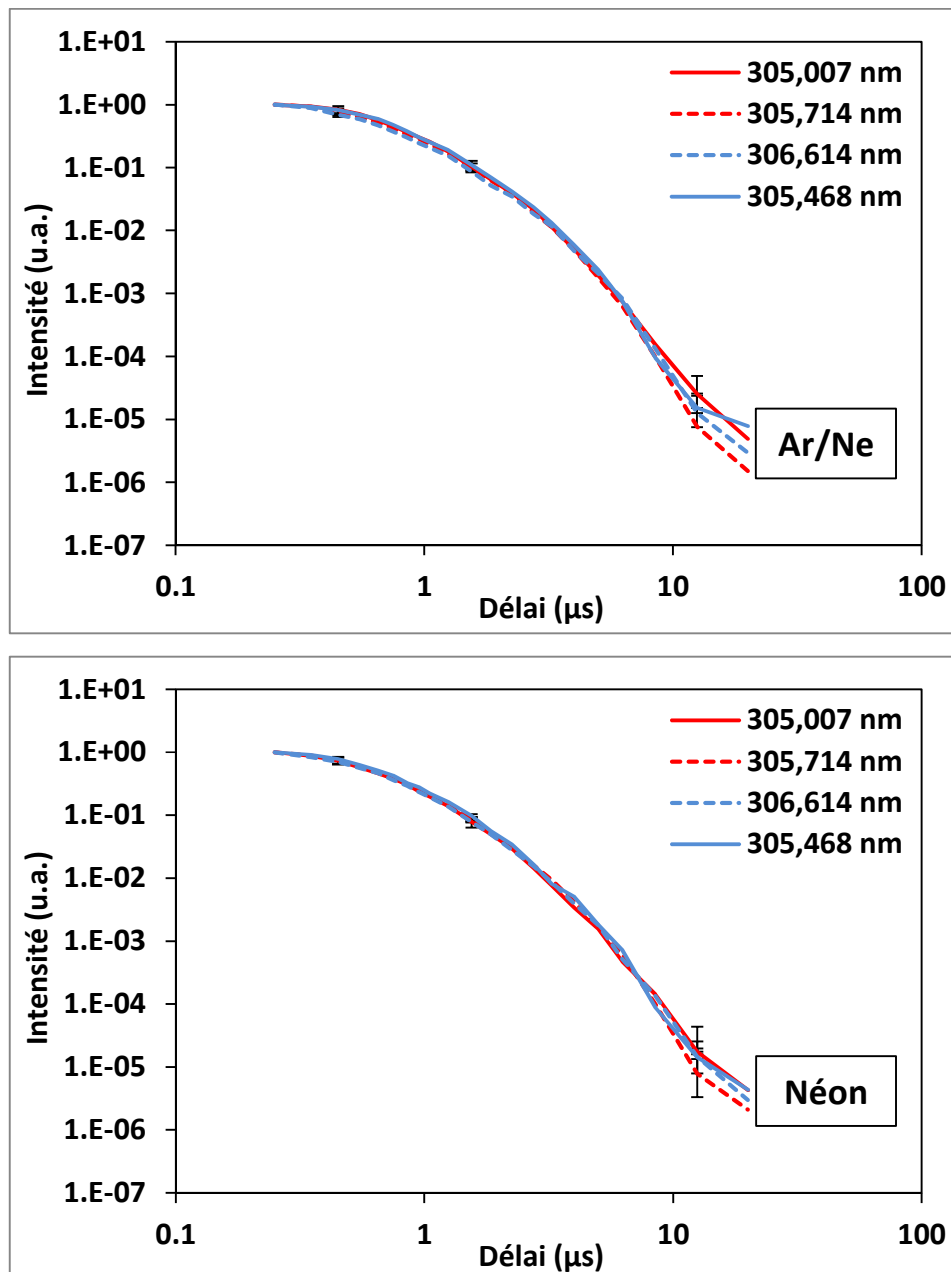 1.E+01
1.E+00
1.E-01
1.E-02
1.E-03
1.E-04
1.E-05
1.E-06
1.E-07
Intensité (u.a.)
305,007 nm
305,714 nm
306,614 nm
305,468 nm
Ar/Ne
0.1 1 10 100
Délai (µs)
1.E+01
1.E+00
1.E-01
1.E-02
1.E-03
1.E-04
1.E-05
1.E-06
1.E-07
Intensité (u.a.)
305,007 nm
305,714 nm
306,614 nm
305,468 nm
Néon
0.1 1 10 100
Délai (µs)